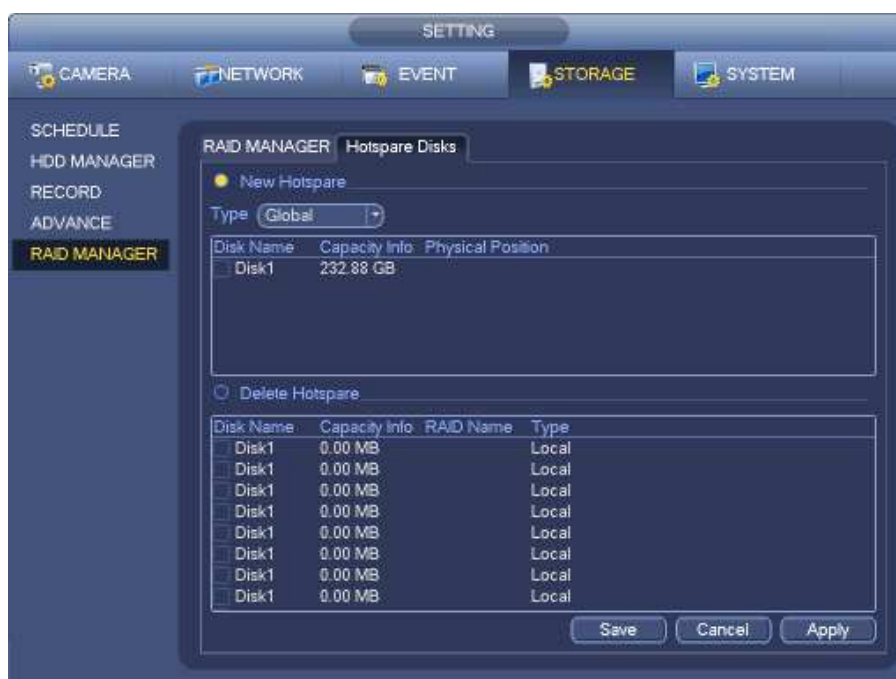 SETTING
CAMERA NETWORK EVENT STORAGE SYSTEM
SCHEDULE
HDD MANAGER
RECORD
ADVANCE
RAID MANAGER
RAID MANAGER Hotspare Disks
New Hotspare
Type Global
Disk Name Capacity Info Physical Position
Disk1 232.88 GB
Delete Hotspare
Disk Name Capacity Info RAID Name Type
Disk1 0.00 MB Local
Disk1 0.00 MB Local
Disk1 0.00 MB Local
Disk1 0.00 MB Local
Disk1 0.00 MB Local
Disk1 0.00 MB Local
Disk1 0.00 MB Local
Disk1 0.00 MB Local
Save Cancel Apply